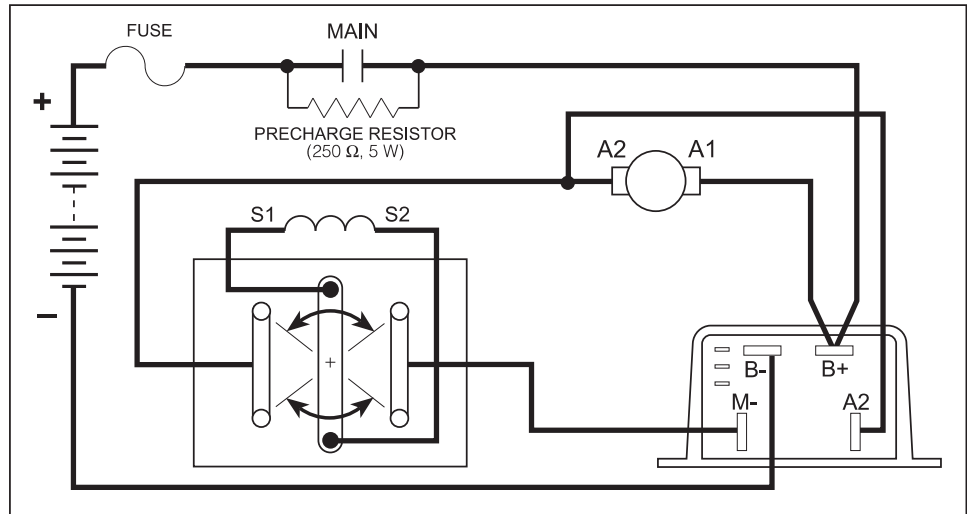 FUSE
MAIN
+
PRECHARGE RESISTOR
(250 Ω, 5 W)
A2 A1
S1 S2
+
–
B- B+
M- A2